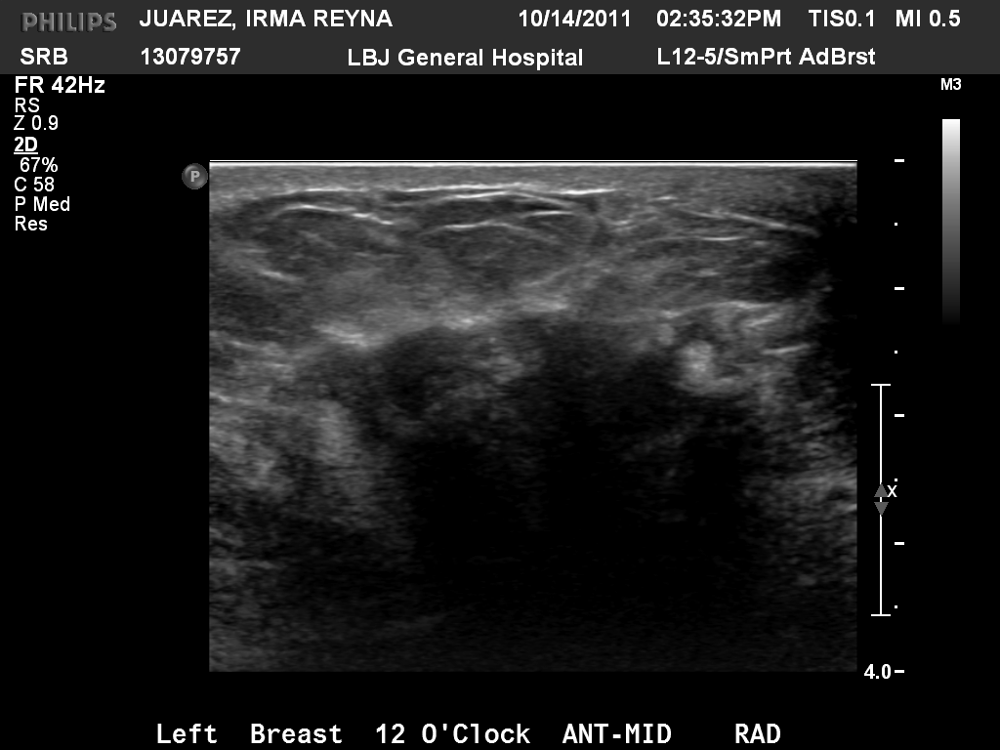 PHILIPS JUAREZ, IRMA REYNA 10/14/2011 02:35:32PM TIS0.1 MI 0.5
SRB 13079757 LBJ General Hospital L12-5/SmPrt AdBrst
FR 42Hz M3
RS
Z 0.9
2D
67%
C 58
P Med
Res
P
X
4.0
Left Breast 12 O'Clock ANT-MID RAD